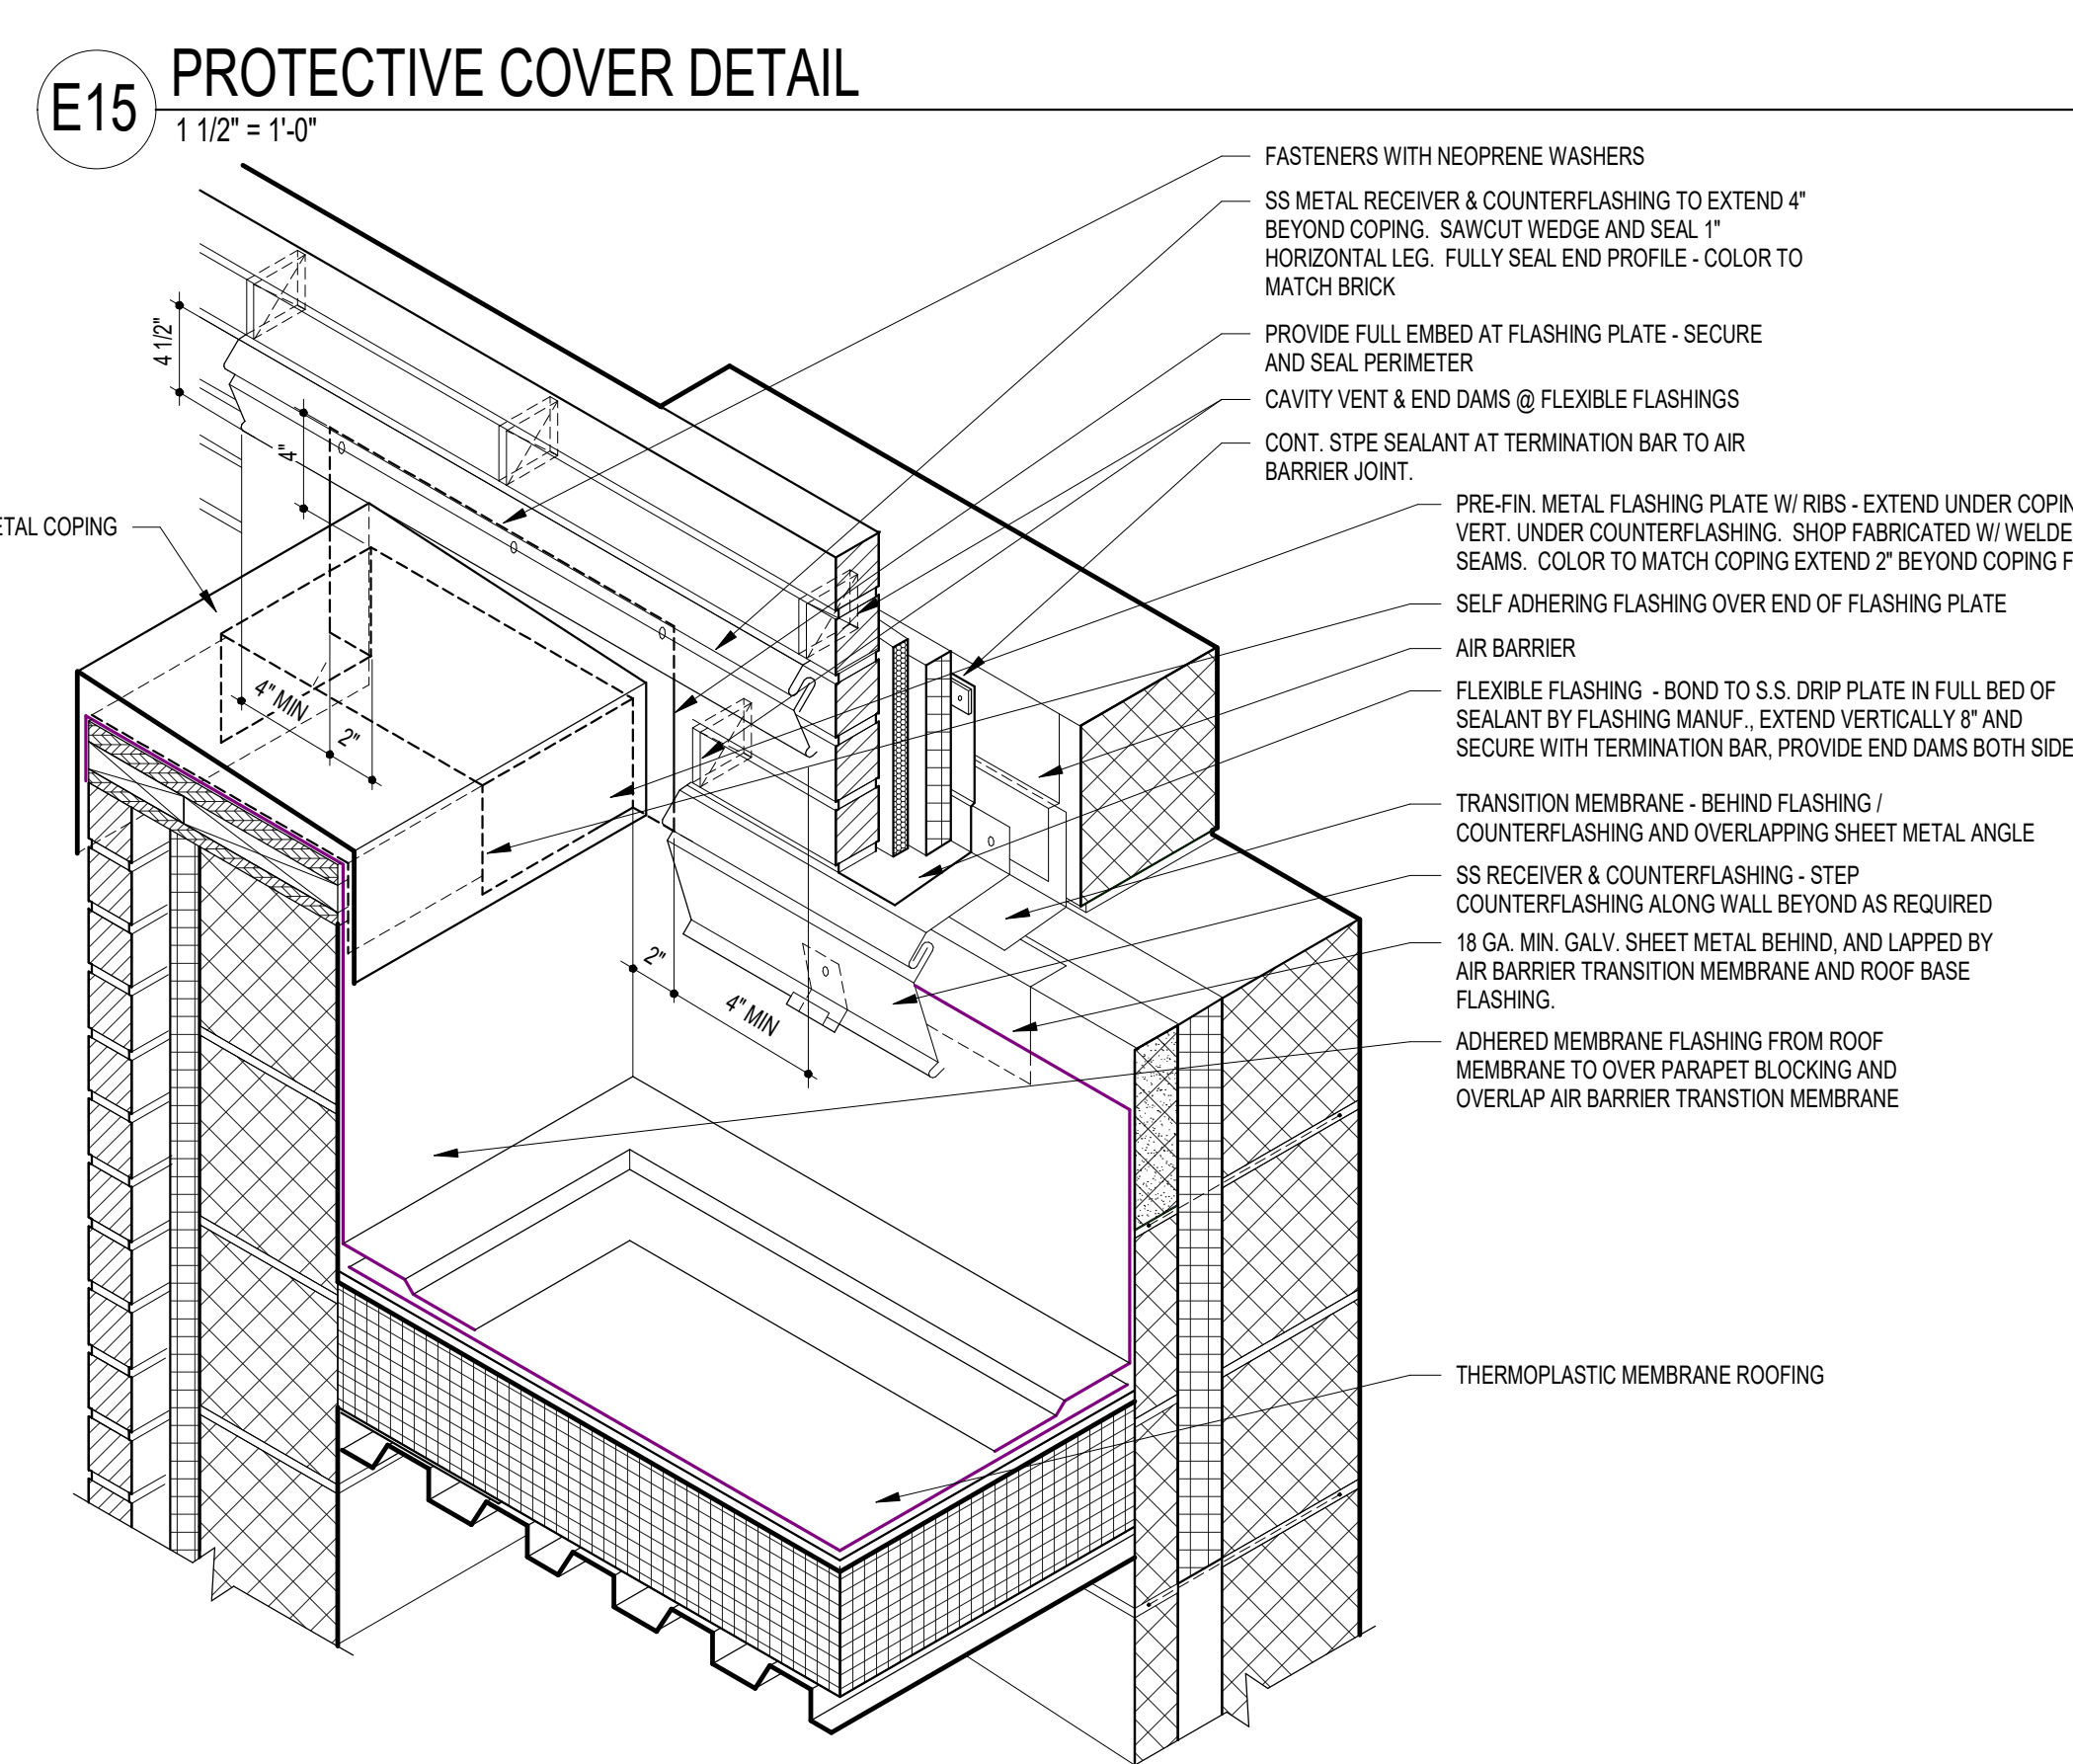 E15
PROTECTIVE COVER DETAIL
1 1/2" = 1'-0"
FASTENERS WITH NEOPRENE WASHERS
SS METAL RECEIVER & COUNTERFLASHING TO EXTEND 4"
BEYOND COPING. SAWCUT WEDGE AND SEAL 1"
HORIZONTAL LEG. FULLY SEAL END PROFILE - COLOR TO
MATCH BRICK
PROVIDE FULL EMBED AT FLASHING PLATE - SECURE
AND SEAL PERIMETER
CAVITY VENT & END DAMS @ FLEXIBLE FLASHINGS
CONT. STPE SEALANT AT TERMINATION BAR TO AIR
BARRIER JOINT.
PRE-FIN. METAL FLASHING PLATE W/ RIBS - EXTEND UNDER COPIN
VERT. UNDER COUNTERFLASHING. SHOP FABRICATED W/ WELDE
SEAMS. COLOR TO MATCH COPING EXTEND 2" BEYOND COPING F
SELF ADHERING FLASHING OVER END OF FLASHING PLATE
AIR BARRIER
FLEXIBLE FLASHING - BOND TO S.S. DRIP PLATE IN FULL BED OF
SEALANT BY FLASHING MANUF., EXTEND VERTICALLY 8" AND
SECURE WITH TERMINATION BAR, PROVIDE END DAMS BOTH SIDE
TRANSITION MEMBRANE - BEHIND FLASHING /
COUNTERFLASHING AND OVERLAPPING SHEET METAL ANGLE
SS RECEIVER & COUNTERFLASHING - STEP
COUNTERFLASHING ALONG WALL BEYOND AS REQUIRED
18 GA. MIN. GALV. SHEET METAL BEHIND, AND LAPPED BY
AIR BARRIER TRANSITION MEMBRANE AND ROOF BASE
FLASHING.
ADHERED MEMBRANE FLASHING FROM ROOF
MEMBRANE TO OVER PARAPET BLOCKING AND
OVERLAP AIR BARRIER TRANSTION MEMBRANE
THERMOPLASTIC MEMBRANE ROOFING
ETAL COPING
4 1/2"
4"
4" MIN
2"
2"
4" MIN